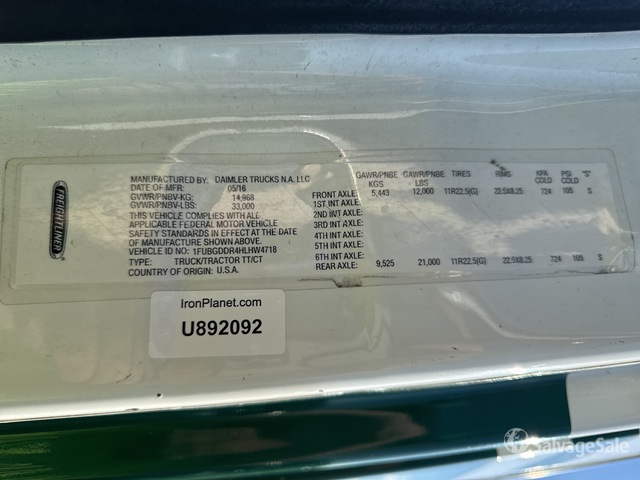 FREIGHTLINER
MANUFACTURED BY: DAIMLER TRUCKS N.A. LLC
DATE OF MFR: 05/16
GVWR/PNBV-KG: 14,968
GVWR/PNBV-LBS: 33,000
THIS VEHICLE COMPLIES WITH ALL
APPLICABLE FEDERAL MOTOR VEHICLE
SAFETY STANDARDS IN EFFECT AT THE DATE
OF MANUFACTURE SHOWN ABOVE.
VEHICLE ID NO.: 1FUBGDDR4HLHW4718
TYPE: TRUCK/TRACTOR TT/CT
COUNTRY OF ORIGIN: U.S.A.
GAWR/PNBE KGS GAWR/PNBE LBS TIRES RIMS KPA COLD PSI COLD "S"
FRONT AXLE: 5,443 12,000 11R22.5(G) 22.5X8.25 724 105 S
1ST INT AXLE:
2ND INT AXLE:
3RD INT AXLE:
4TH INT AXLE:
5TH INT AXLE:
6TH INT AXLE:
REAR AXLE: 9,525 21,000 11R22.5(G) 22.5X8.25 724 105 S
IronPlanet.com
U892092
SalvageSale